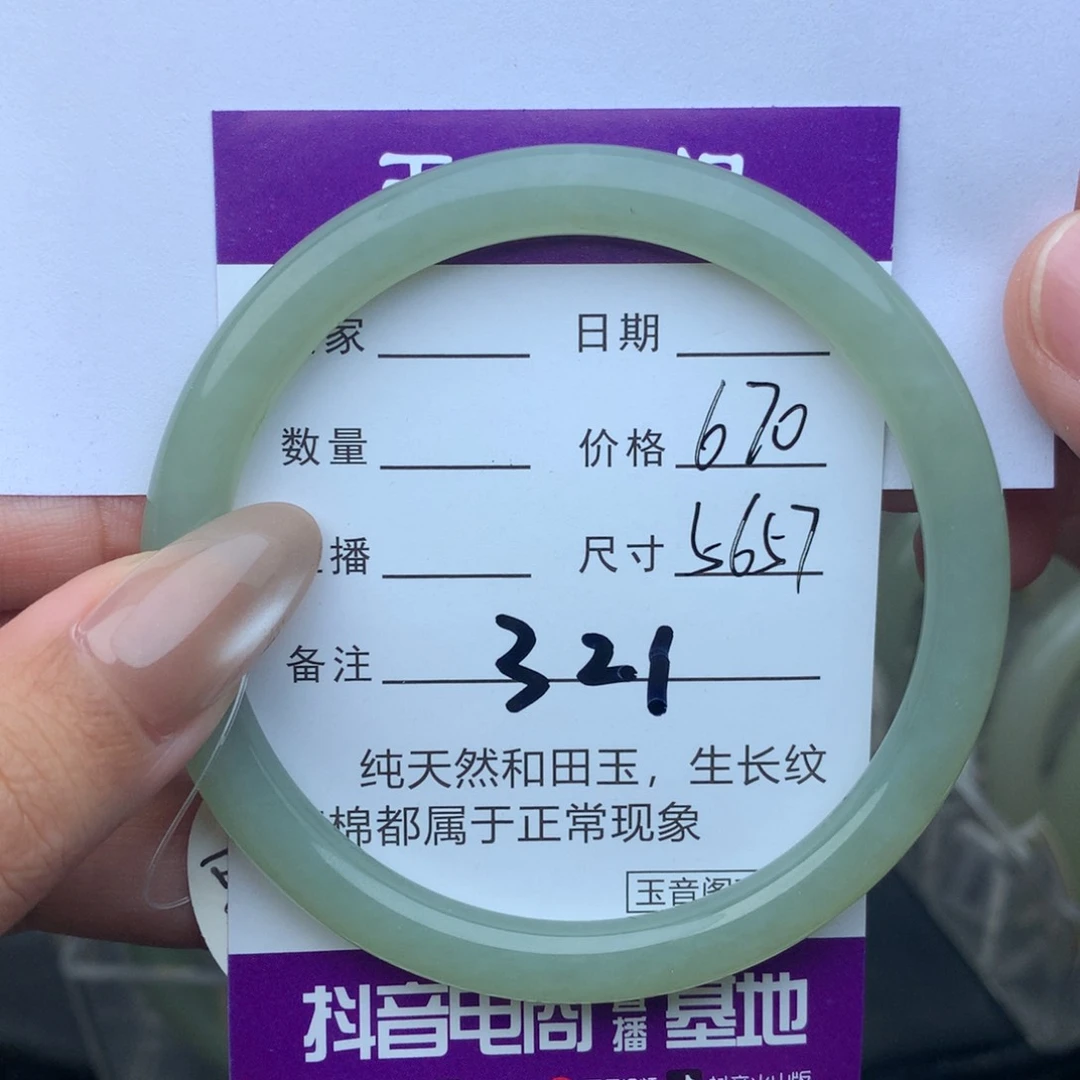 家 日期
数量 价格 670
播 尺寸 5657
备注 321
纯天然和田玉，生长纹
棉都属于正常现象
玉音阁
抖音电商 直播 基地